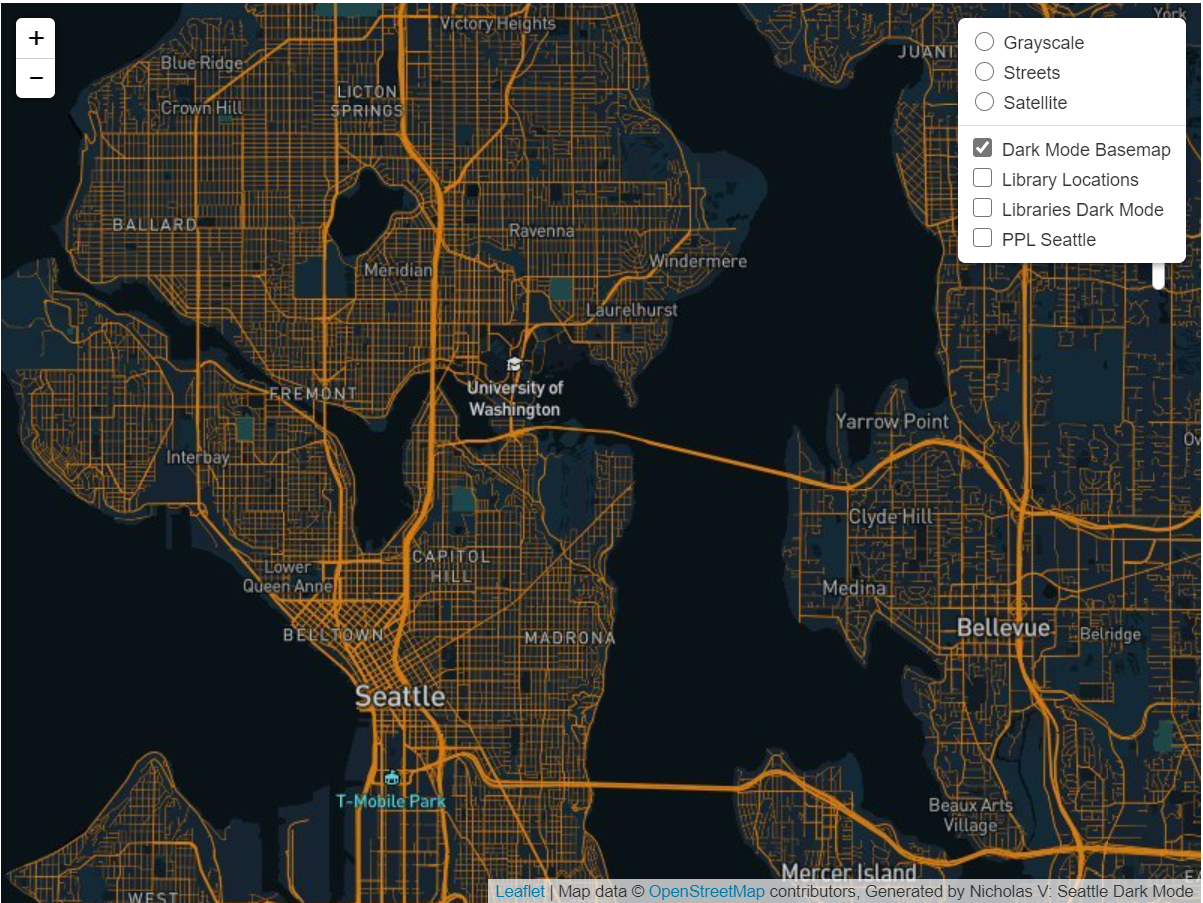 +
−
Grayscale
Streets
Satellite
Dark Mode Basemap
Library Locations
Libraries Dark Mode
PPL Seattle
York
Victory Heights
JUANI
Blue Ridge
LICTON
SPRINGS
Crown Hill
BALLARD
Ravenna
Meridian
Windermere
Laurelhurst
University of
Washington
FREMONT
Yarrow Point
Ov
Interbay
Clyde Hill
CAPITOL
HILL
Lower
Queen Anne
Medina
BELLTOWN
MADRONA
Bellevue
Belridge
Seattle
T-Mobile Park
Beaux Arts
Village
Mercer Island
WEST
Leaflet | Map data © OpenStreetMap contributors, Generated by Nicholas V: Seattle Dark Mode